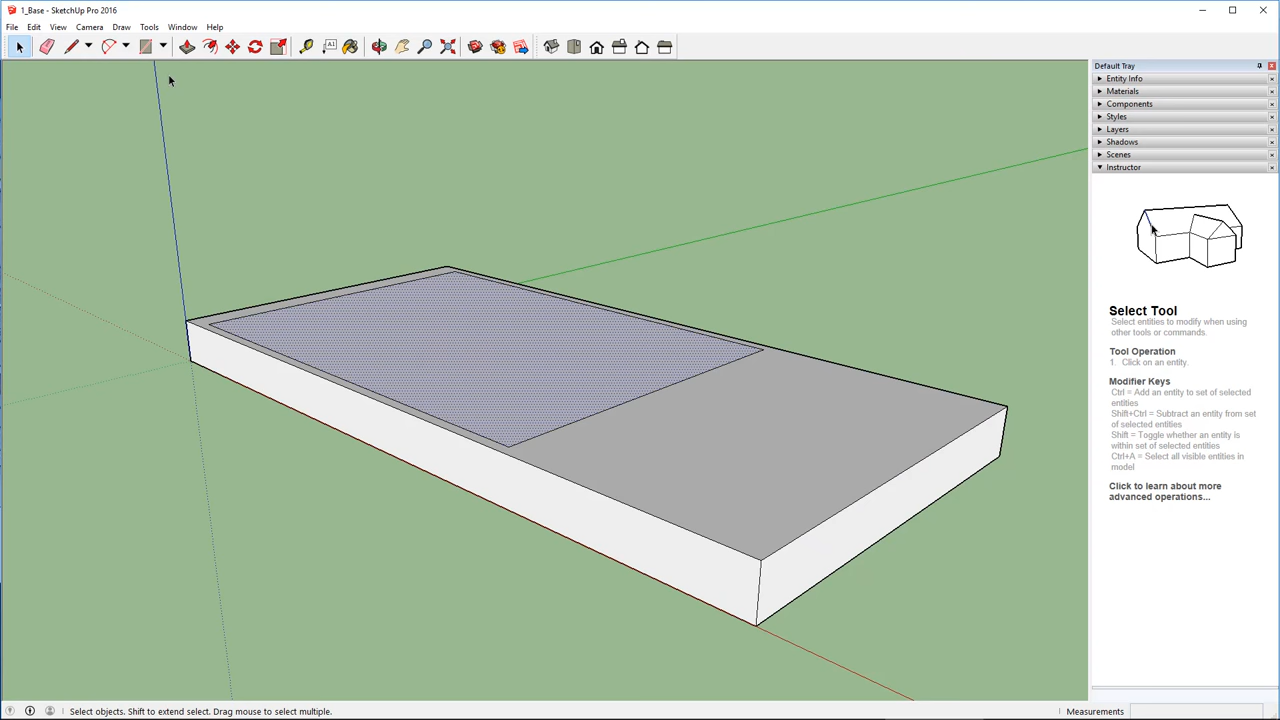 1_Base - SketchUp Pro 2016
File Edit View Camera Draw Tools Window Help
A1
Default Tray
Entity Info
Materials
Components
Styles
Layers
Shadows
Scenes
Instructor
Select Tool
Select entities to modify when using
other tools or commands.
Tool Operation
1. Click on an entity.
Modifier Keys
Ctrl = Add an entity to set of selected
entities
Shift+Ctrl = Subtract an entity from set
of selected entities
Shift = Toggle whether an entity is
within set of selected entities
Ctrl+A = Select all visible entities in
model
Click to learn about more
advanced operations...
Select objects. Shift to extend select. Drag mouse to select multiple.
Measurements